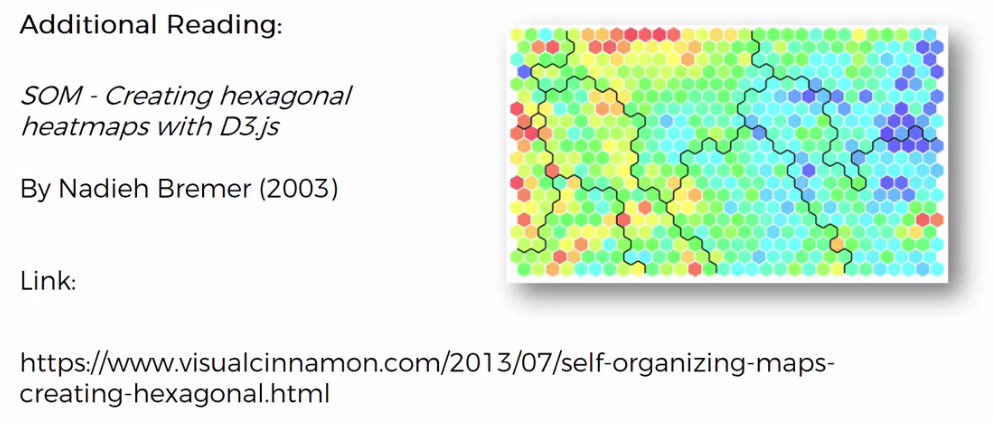 Additional Reading:
SOM - Creating hexagonal
heatmaps with D3.js
By Nadieh Bremer (2003)
Link:
https://www.visualcinnamon.com/2013/07/self-organizing-maps-
creating-hexagonal.html